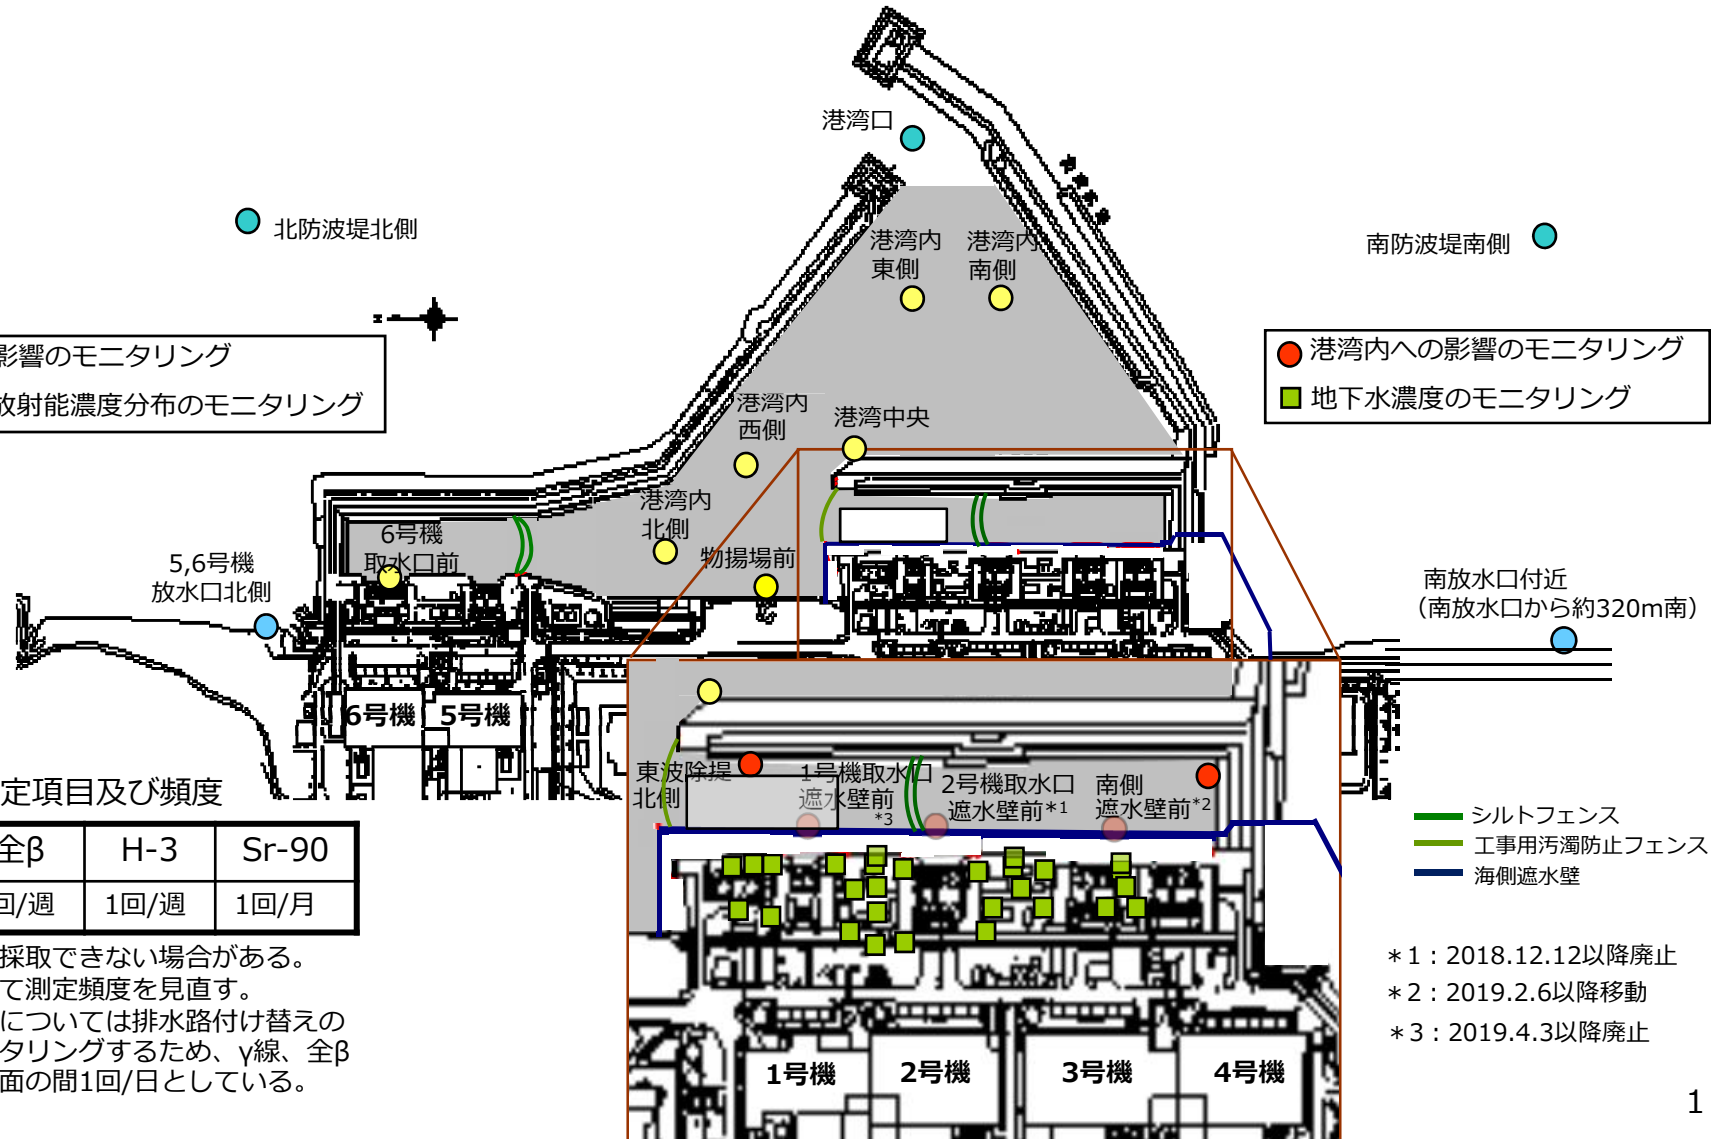 港湾口
北防波堤北側
港湾内
東側
港湾内
南側
南防波堤南側
影響のモニタリング
放射能濃度分布のモニタリング
港湾内への影響のモニタリング
地下水濃度のモニタリング
港湾内
西側
港湾中央
港湾内
北側
6号機
取水口前
物揚場前
5,6号機
放水口北側
南放水口付近
（南放水口から約320m南）
6号機
5号機
東波除堤
北側
1号機取水口
遮水壁前
*3
2号機取水口
遮水壁前*1
南側
遮水壁前*2
シルトフェンス
工事用汚濁防止フェンス
海側遮水壁
定項目及び頻度
全β H-3 Sr-90
回/週 1回/週 1回/月
採取できない場合がある。
て測定頻度を見直す。
については排水路付け替えの
タリングするため、γ線、全β
面の間1回/日としている。
＊1：2018.12.12以降廃止
＊2：2019.2.6以降移動
＊3：2019.4.3以降廃止
1号機
2号機
3号機
4号機
1